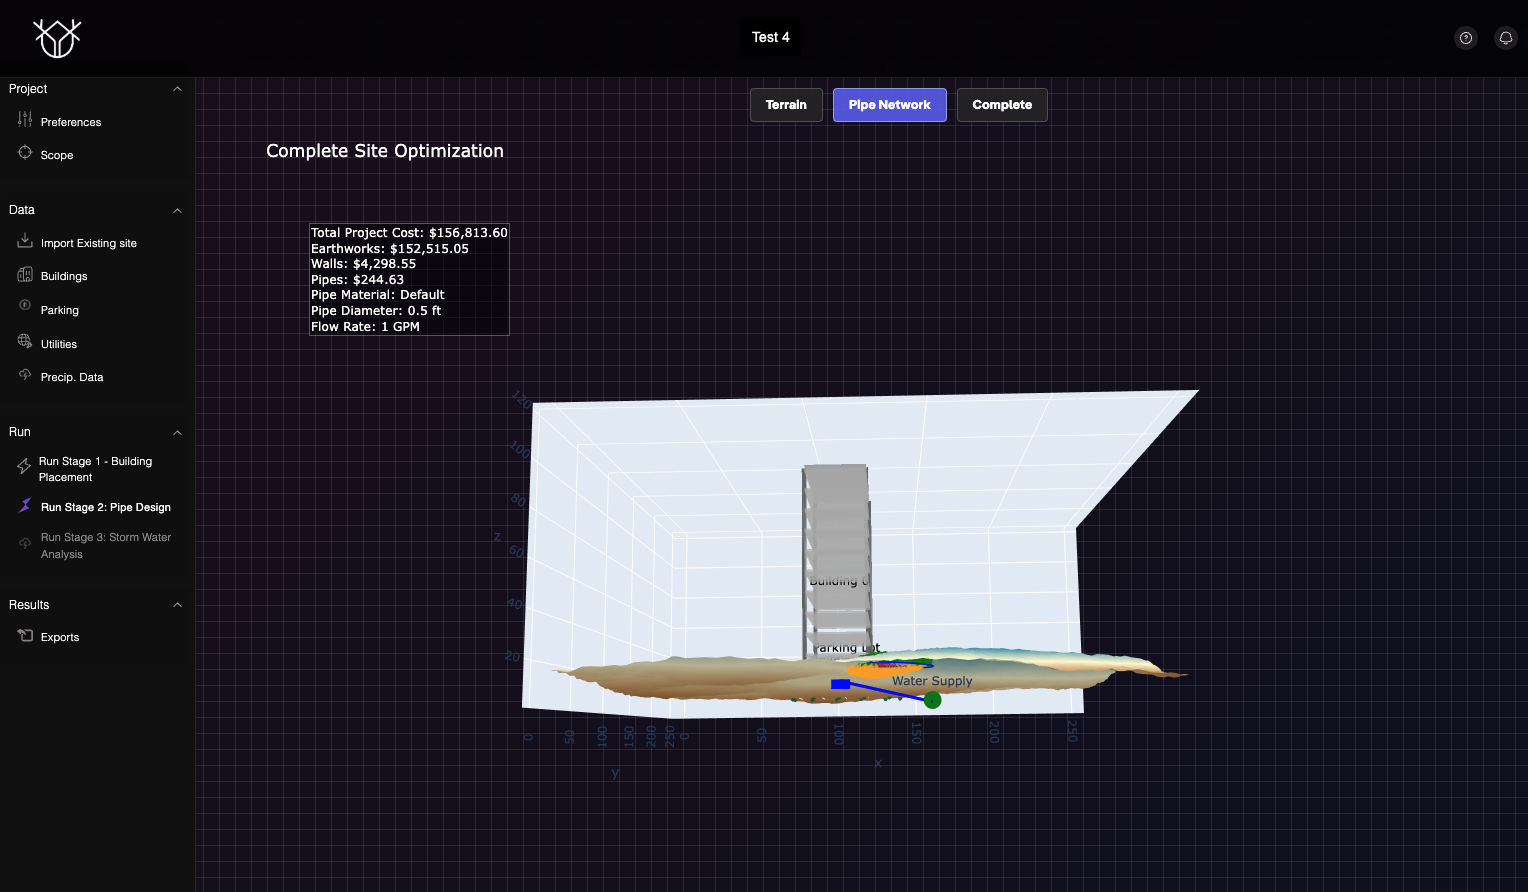 Test 4
Project
Preferences
Scope
Data
Import Existing site
Buildings
Parking
Utilities
Precip. Data
Run
Run Stage 1 - Building
Placement
Run Stage 2: Pipe Design
Run Stage 3: Storm Water
Analysis
Results
Exports
Terrain
Pipe Network
Complete
Complete Site Optimization
Total Project Cost: $156,813.60
Earthworks: $152,515.05
Walls: $4,298.55
Pipes: $244.63
Pipe Material: Default
Pipe Diameter: 0.5 ft
Flow Rate: 1 GPM
120
100
80
z
60
40
20
Building
Parking Lot
Water Supply
0
50
100
150
200
250
0
50
100
150
200
250
y
x